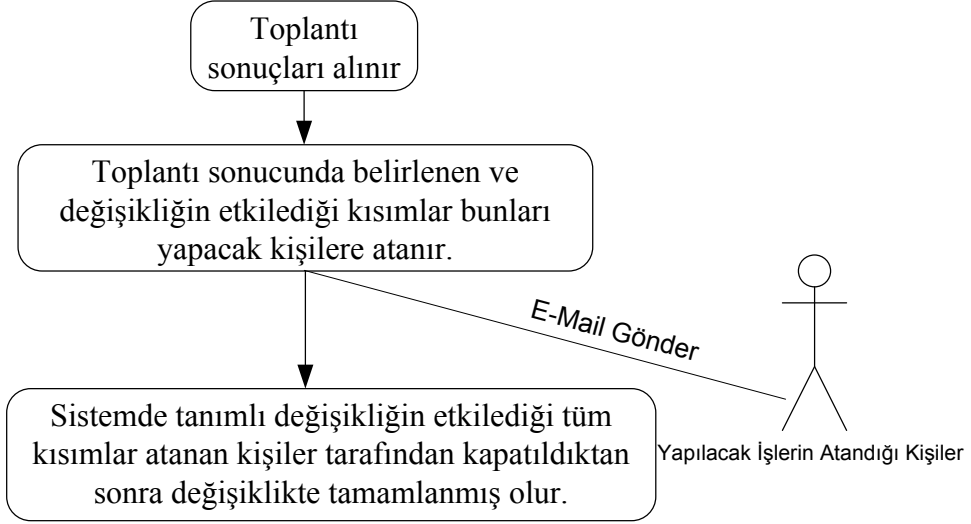 Toplantı
sonuçları alınır
Toplantı sonucunda belirlenen ve
değişikliğin etkilediği kısımlar bunları
yapacak kişilere atanır.
E-Mail Gönder
Yapılacak İşlerin Atandığı Kişiler
Sistemde tanımlı değişikliğin etkilediği tüm
kısımlar atanan kişiler tarafından kapatıldıktan
sonra değişiklikte tamamlanmış olur.